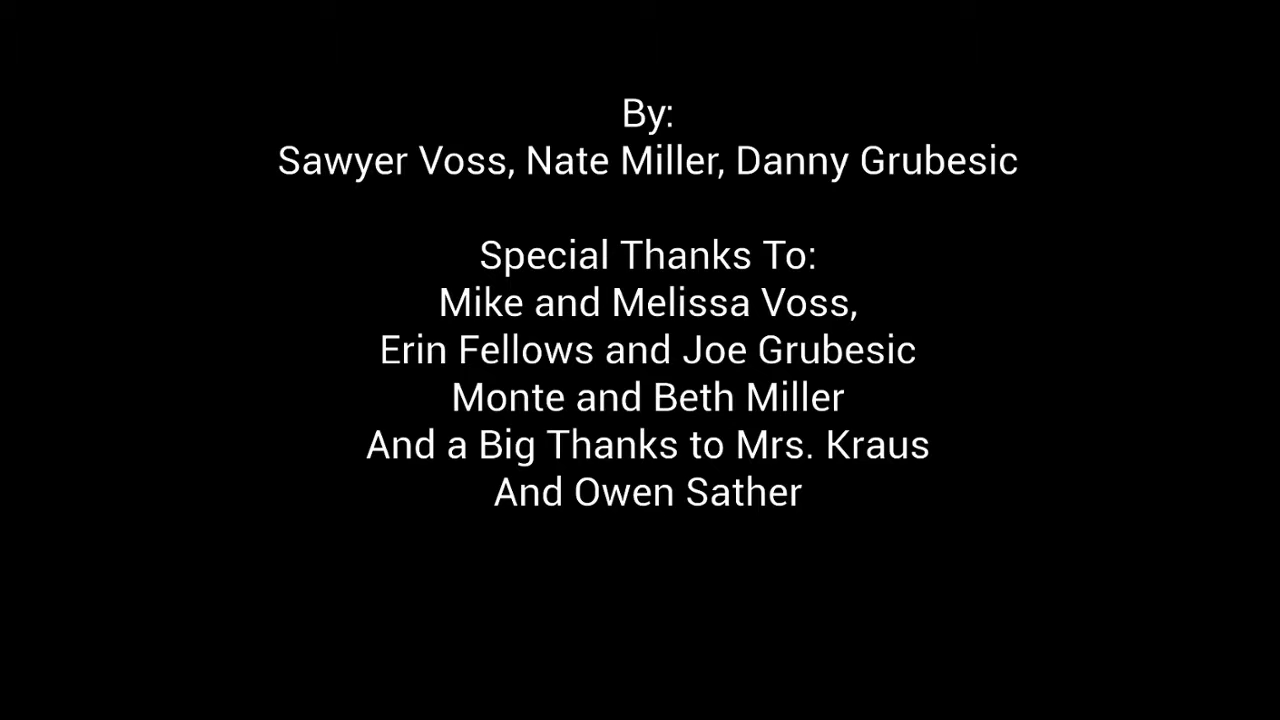 By:
Sawyer Voss, Nate Miller, Danny Grubesic
Special Thanks To:
Mike and Melissa Voss,
Erin Fellows and Joe Grubesic
Monte and Beth Miller
And a Big Thanks to Mrs. Kraus
And Owen Sather